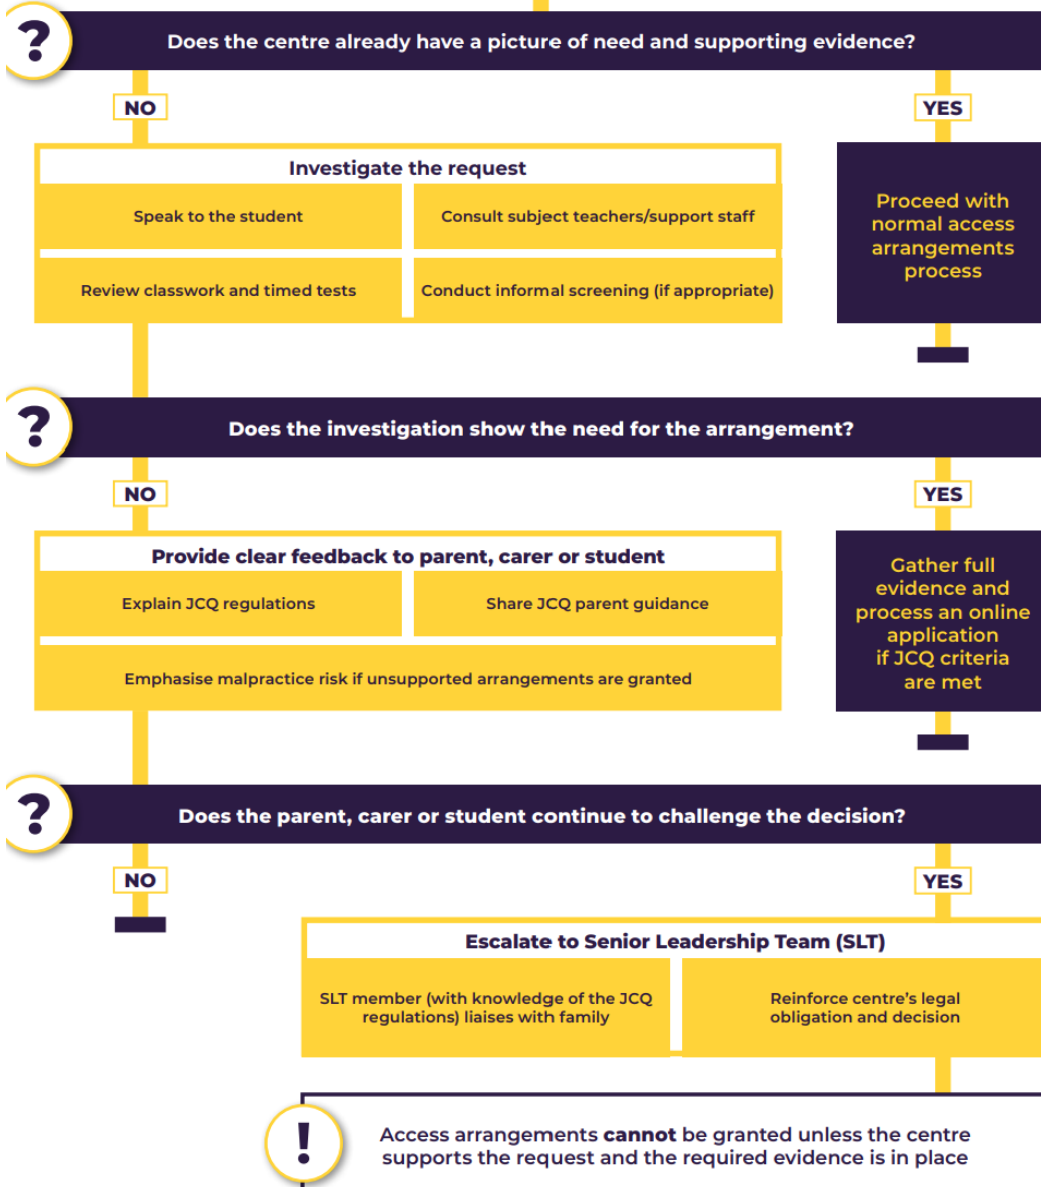 ?
Does the centre already have a picture of need and supporting evidence?
NO
YES
Investigate the request
Speak to the student
Consult subject teachers/support staff
Review classwork and timed tests
Conduct informal screening (if appropriate)
Proceed with
normal access
arrangements
process
?
Does the investigation show the need for the arrangement?
NO
YES
Provide clear feedback to parent, carer or student
Explain JCQ regulations
Share JCQ parent guidance
Emphasise malpractice risk if unsupported arrangements are granted
Gather full
evidence and
process an online
application
if JCQ criteria
are met
?
Does the parent, carer or student continue to challenge the decision?
NO
YES
Escalate to Senior Leadership Team (SLT)
SLT member (with knowledge of the JCQ
regulations) liaises with family
Reinforce centre's legal
obligation and decision
!
Access arrangements cannot be granted unless the centre
supports the request and the required evidence is in place